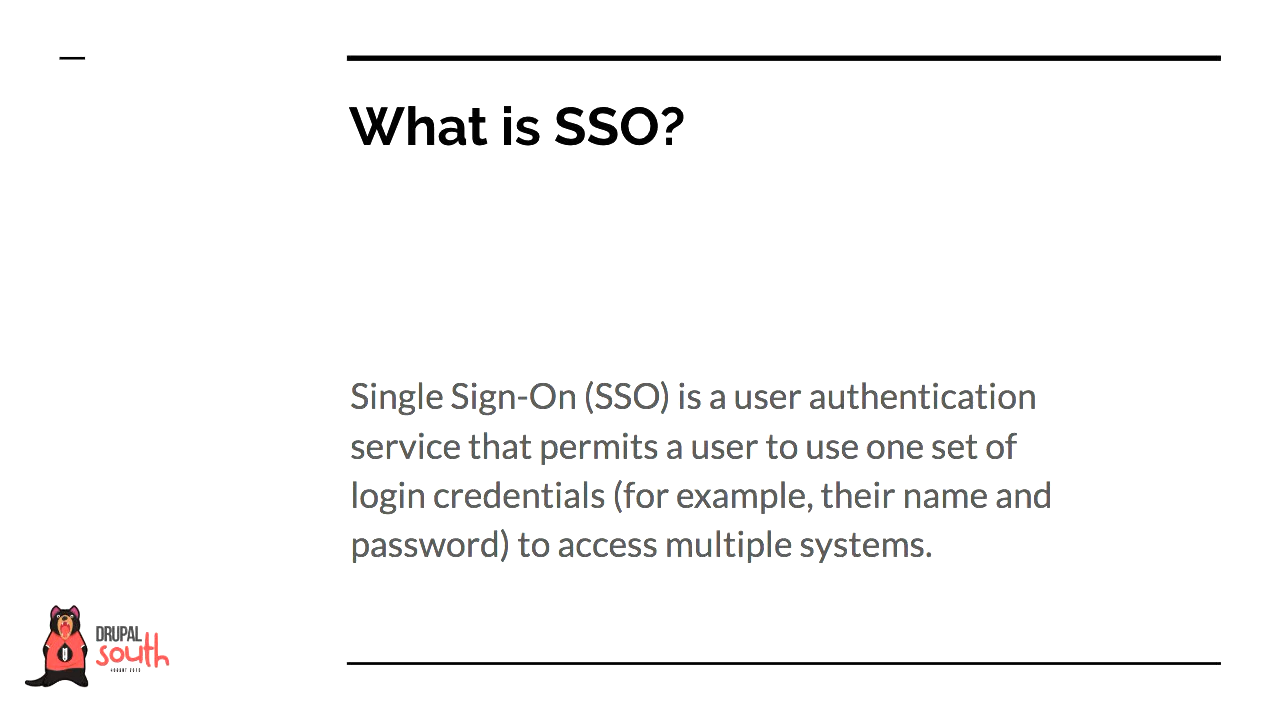 What is SSO?
Single Sign-On (SSO) is a user authentication
service that permits a user to use one set of
login credentials (for example, their name and
password) to access multiple systems.
DRUPAL
south